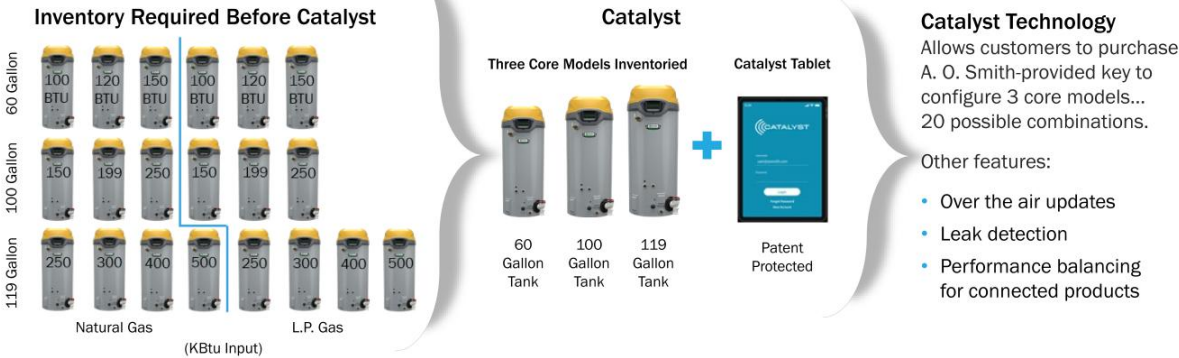 Inventory Required Before Catalyst
60 Gallon
100 BTU
120 BTU
150 BTU
100 BTU
120 BTU
150 BTU
100 Gallon
150
199
250
150
199
250
119 Gallon
250
300
400
500
250
300
400
500
Natural Gas
L.P. Gas
(KBtu Input)
Catalyst
Three Core Models Inventoried
60
Gallon
Tank
100
Gallon
Tank
119
Gallon
Tank
Catalyst Tablet
CATALYST
Patent
Protected
Catalyst Technology
Allows customers to purchase
A. O. Smith-provided key to
configure 3 core models...
20 possible combinations.
Other features:
• Over the air updates
• Leak detection
• Performance balancing
for connected products